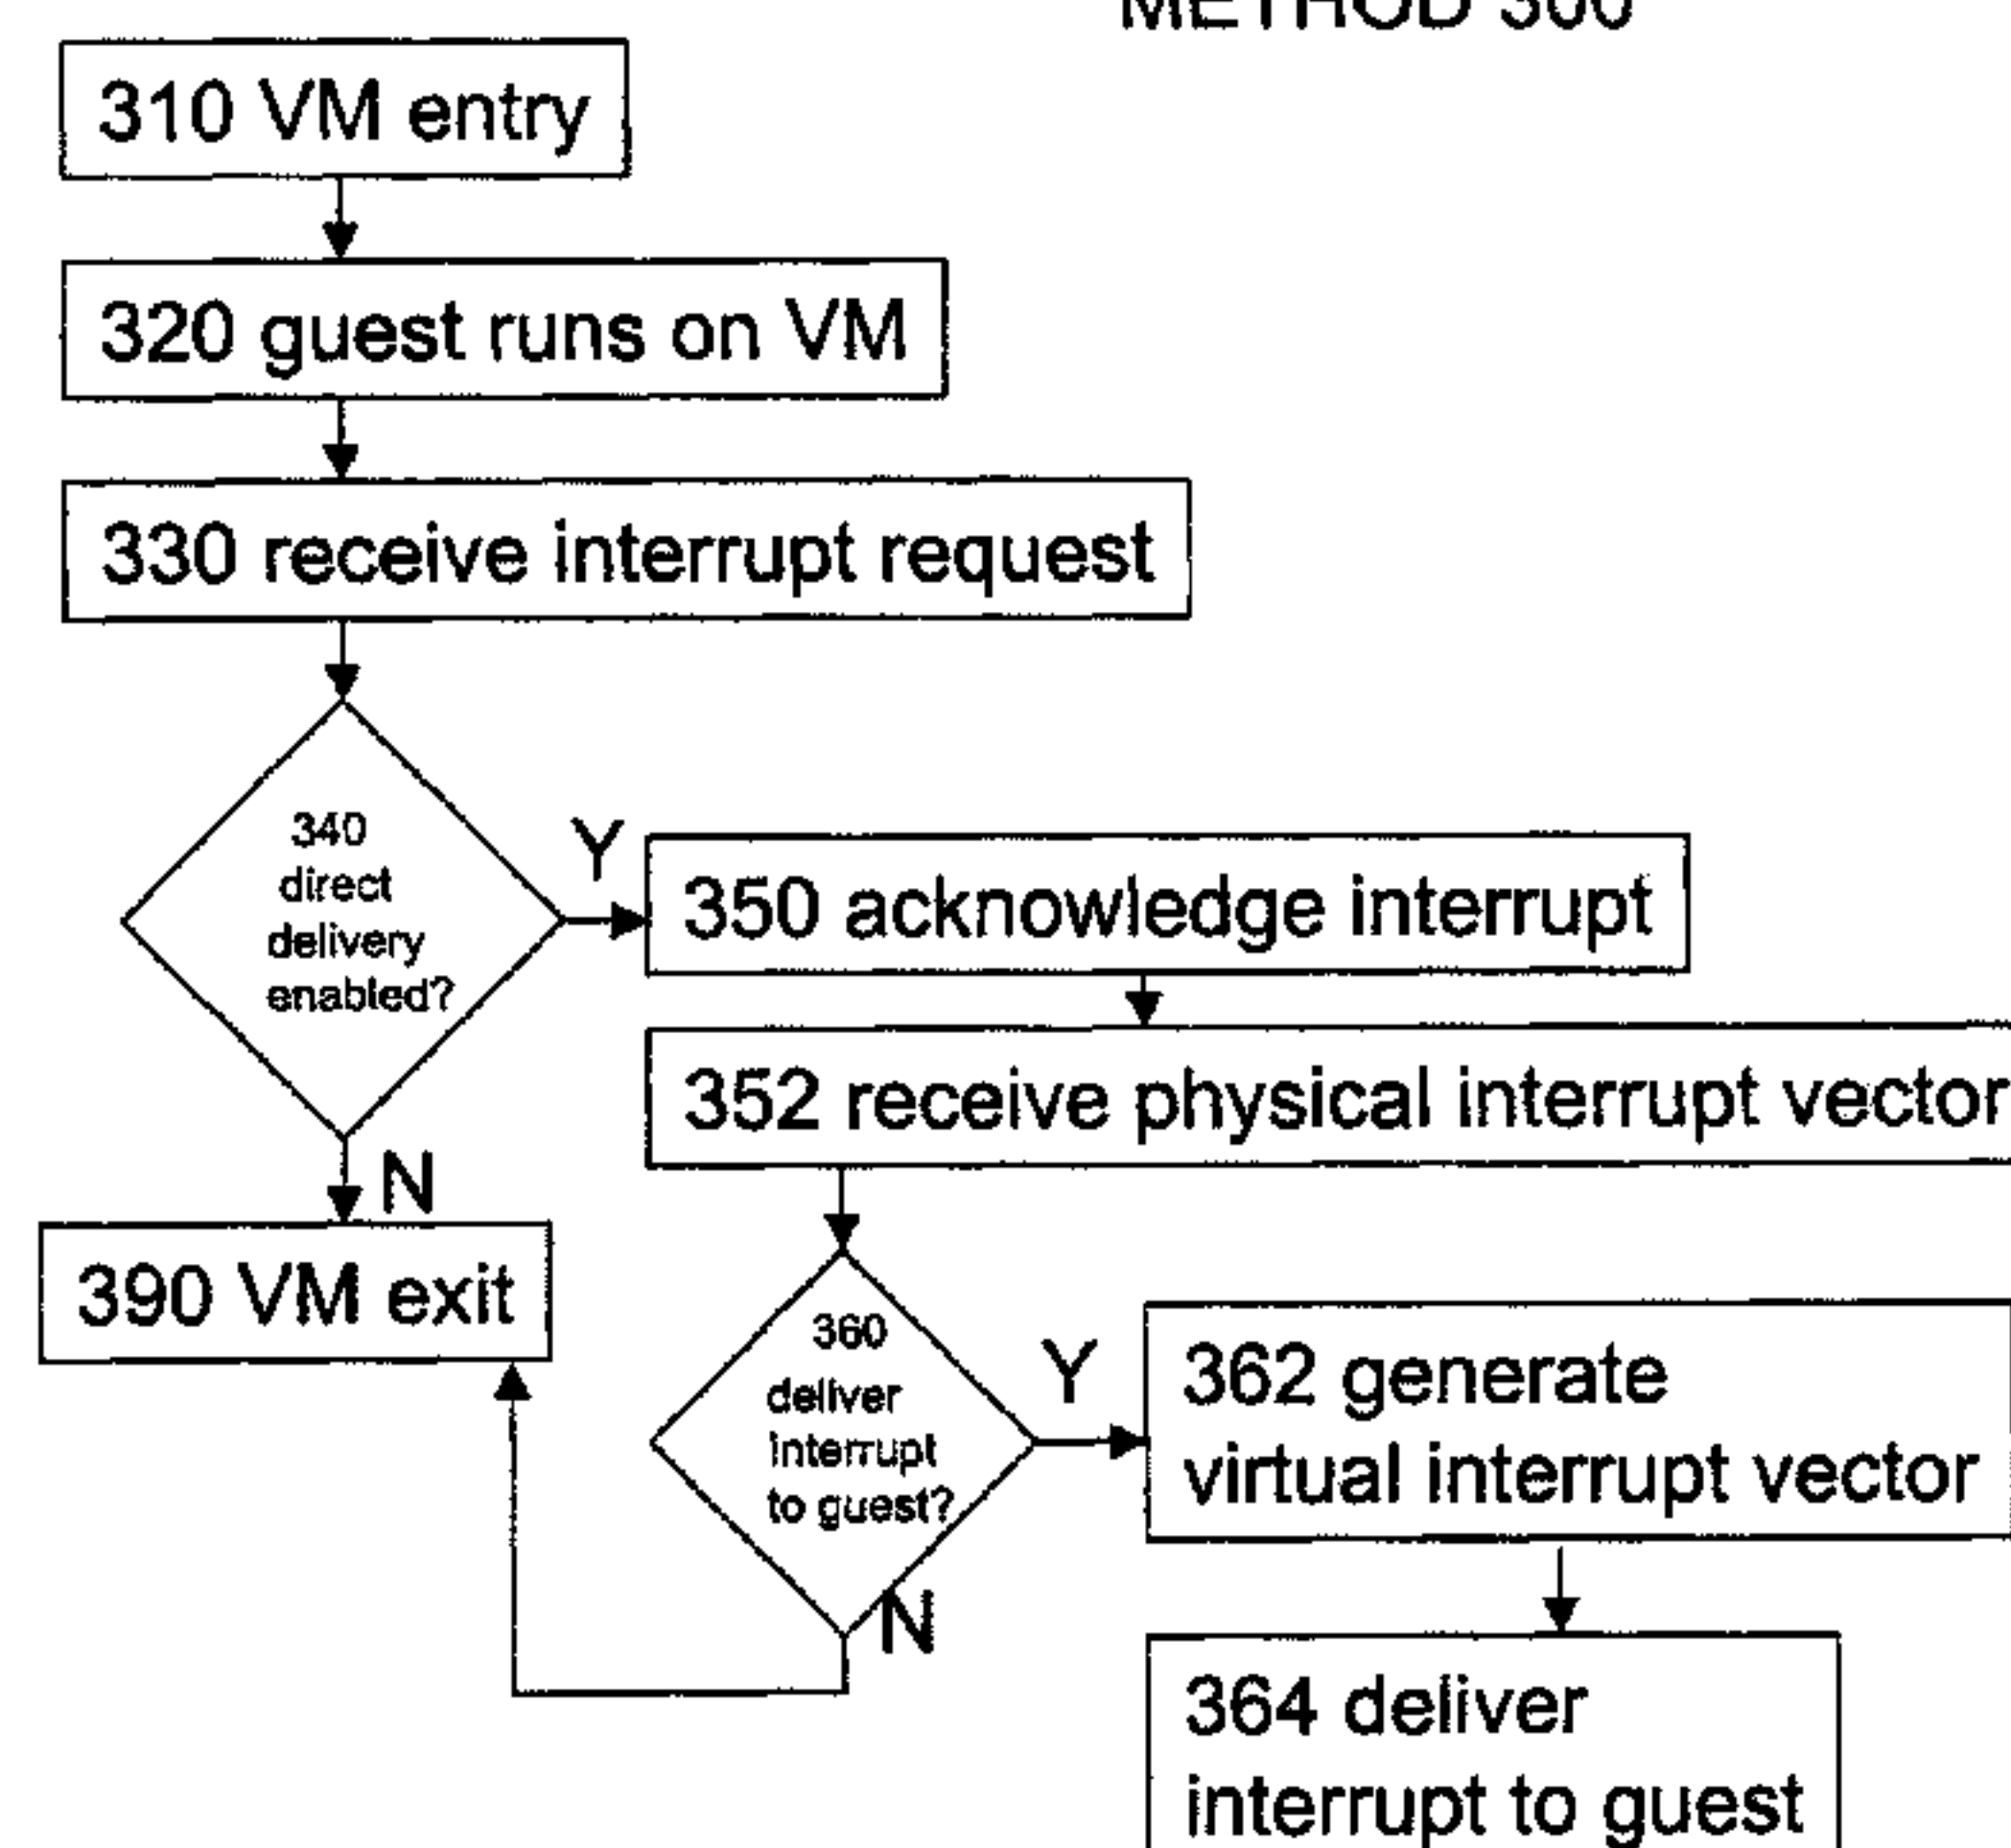 METHOD 300
310 VM entry
320 guest runs on VM
330 receive interrupt request
340
direct
delivery
enabled?
Y
350 acknowledge interrupt
352 receive physical interrupt vector
N
390 VM exit
360
deliver
interrupt
to guest?
Y
362 generate
virtual interrupt vector
N
364 deliver
interrupt to guest